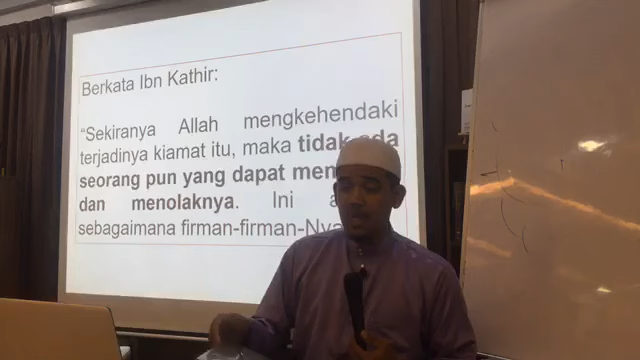 Berkata Ibn Kathir:
“Sekiranya Allah mengkehendaki
terjadinya kiamat itu, maka tidak ada
seorang pun yang dapat
dan menolaknya. Ini
sebagaimana firman-firman-Nya